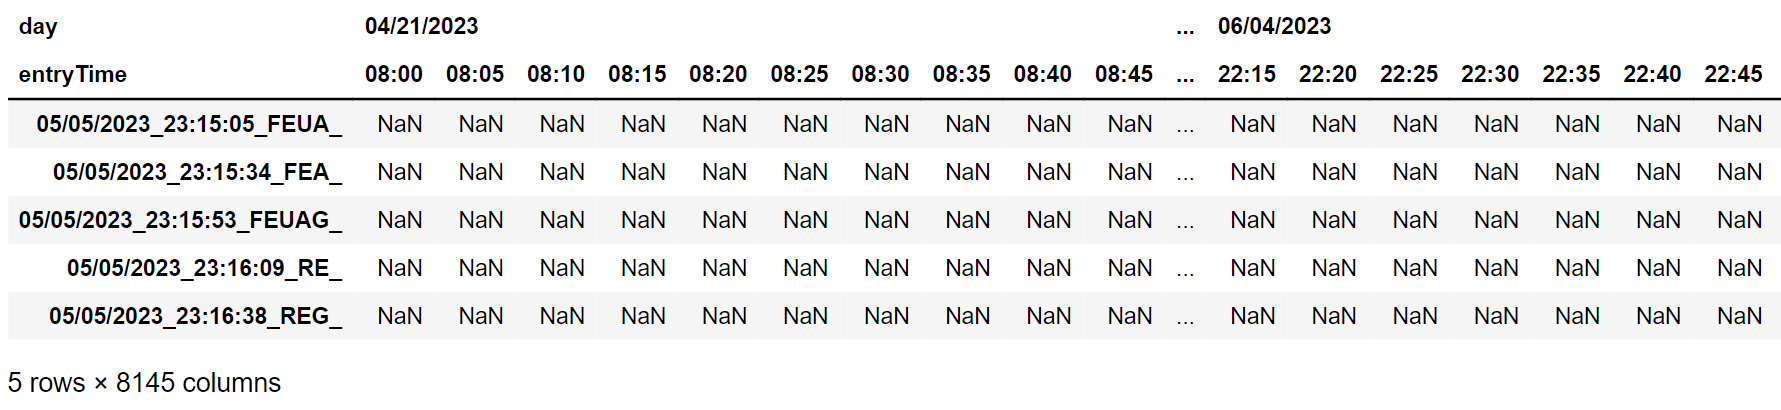 day 04/21/2023 ... 06/04/2023
entryTime 08:00 08:05 08:10 08:15 08:20 08:25 08:30 08:35 08:40 08:45 ... 22:15 22:20 22:25 22:30 22:35 22:40 22:45
05/05/2023_23:15:05_FEUA_ NaN NaN NaN NaN NaN NaN NaN NaN NaN NaN ... NaN NaN NaN NaN NaN NaN NaN
05/05/2023_23:15:34_FEA_ NaN NaN NaN NaN NaN NaN NaN NaN NaN NaN ... NaN NaN NaN NaN NaN NaN NaN
05/05/2023_23:15:53_FEUAG_ NaN NaN NaN NaN NaN NaN NaN NaN NaN NaN ... NaN NaN NaN NaN NaN NaN NaN
05/05/2023_23:16:09_RE_ NaN NaN NaN NaN NaN NaN NaN NaN NaN NaN ... NaN NaN NaN NaN NaN NaN NaN
05/05/2023_23:16:38_REG_ NaN NaN NaN NaN NaN NaN NaN NaN NaN NaN ... NaN NaN NaN NaN NaN NaN NaN
5 rows × 8145 columns